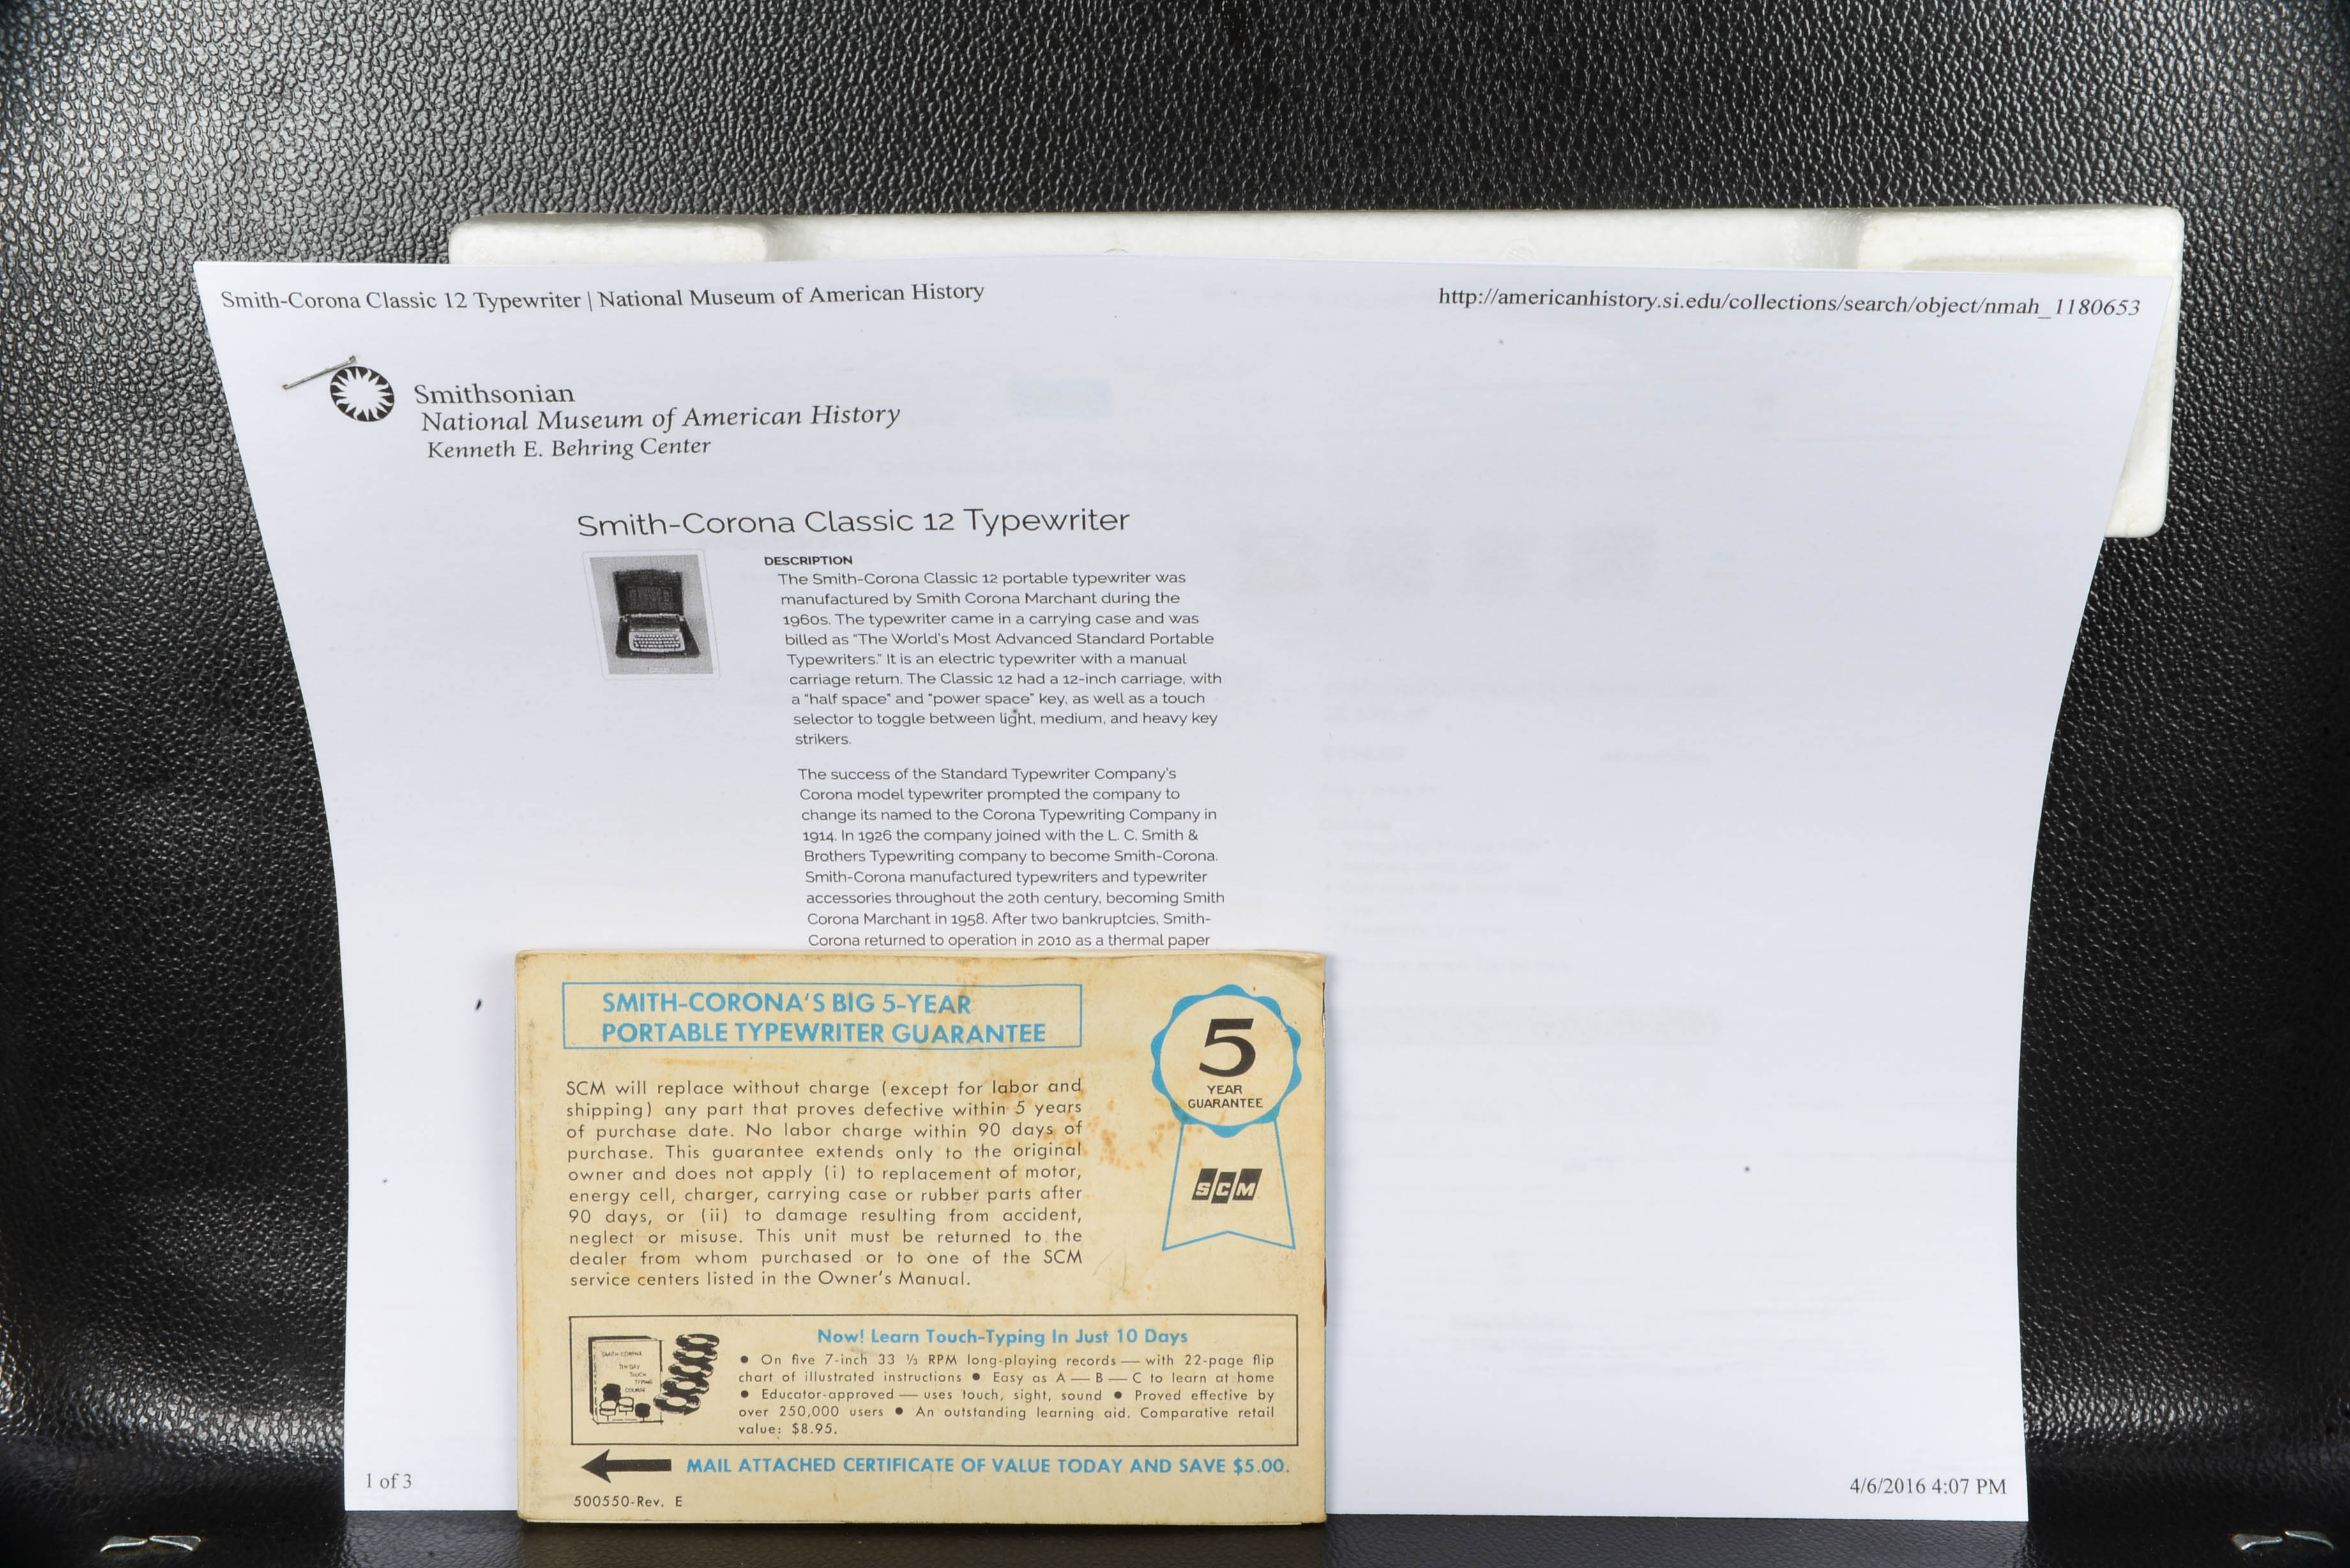 Smith-Corona Classic 12 Typewriter | National Museum of American History
http://americanhistory.si.edu/collections/search/object/nmah_1180653
Smithsonian
National Museum of American History
Kenneth E. Behring Center
Smith-Corona Classic 12 Typewriter
DESCRIPTION
The Smith-Corona Classic 12 portable typewriter was
manufactured by Smith Corona Marchant during the
1960s. The typewriter came in a carrying case and was
billed as "The World's Most Advanced Standard Portable
Typewriters." It is an electric typewriter with a manual
carriage return. The Classic 12 had a 12-inch carriage, with
a "half space" and "power space" key, as well as a touch
selector to toggle between light, medium, and heavy key
strikers.
The success of the Standard Typewriter Company's
Corona model typewriter prompted the company to
change its named to the Corona Typewriting Company in
1914. In 1926 the company joined with the L. C. Smith &
Brothers Typewriting company to become Smith-Corona.
Smith-Corona manufactured typewriters and typewriter
accessories throughout the 20th century, becoming Smith
Corona Marchant in 1958. After two bankruptcies, Smith-
Corona returned to operation in 2010 as a thermal paper
SMITH-CORONA'S BIG 5-YEAR
PORTABLE TYPEWRITER GUARANTEE
5
YEAR
GUARANTEE
SCM
SCM will replace without charge (except for labor and
shipping) any part that proves defective within 5 years
of purchase date. No labor charge within 90 days of
purchase. This guarantee extends only to the original
owner and does not apply (i) to replacement of motor,
energy cell, charger, carrying case or rubber parts after
90 days, or (ii) to damage resulting from accident,
neglect or misuse. This unit must be returned to the
dealer from whom purchased or to one of the SCM
service centers listed in the Owner's Manual.
SMITH-CORONA
TEN DAY
TOUCH
TYPING
COURSE
Now! Learn Touch-Typing In Just 10 Days
● On five 7-inch 33 ⅓ RPM long-playing records — with 22-page flip
chart of illustrated instructions ● Easy as A — B — C to learn at home
● Educator-approved — uses touch, sight, sound ● Proved effective by
over 250,000 users ● An outstanding learning aid. Comparative retail
value: $8.95.
MAIL ATTACHED CERTIFICATE OF VALUE TODAY AND SAVE $5.00.
500550-Rev. E
1 of 3
4/6/2016 4:07 PM